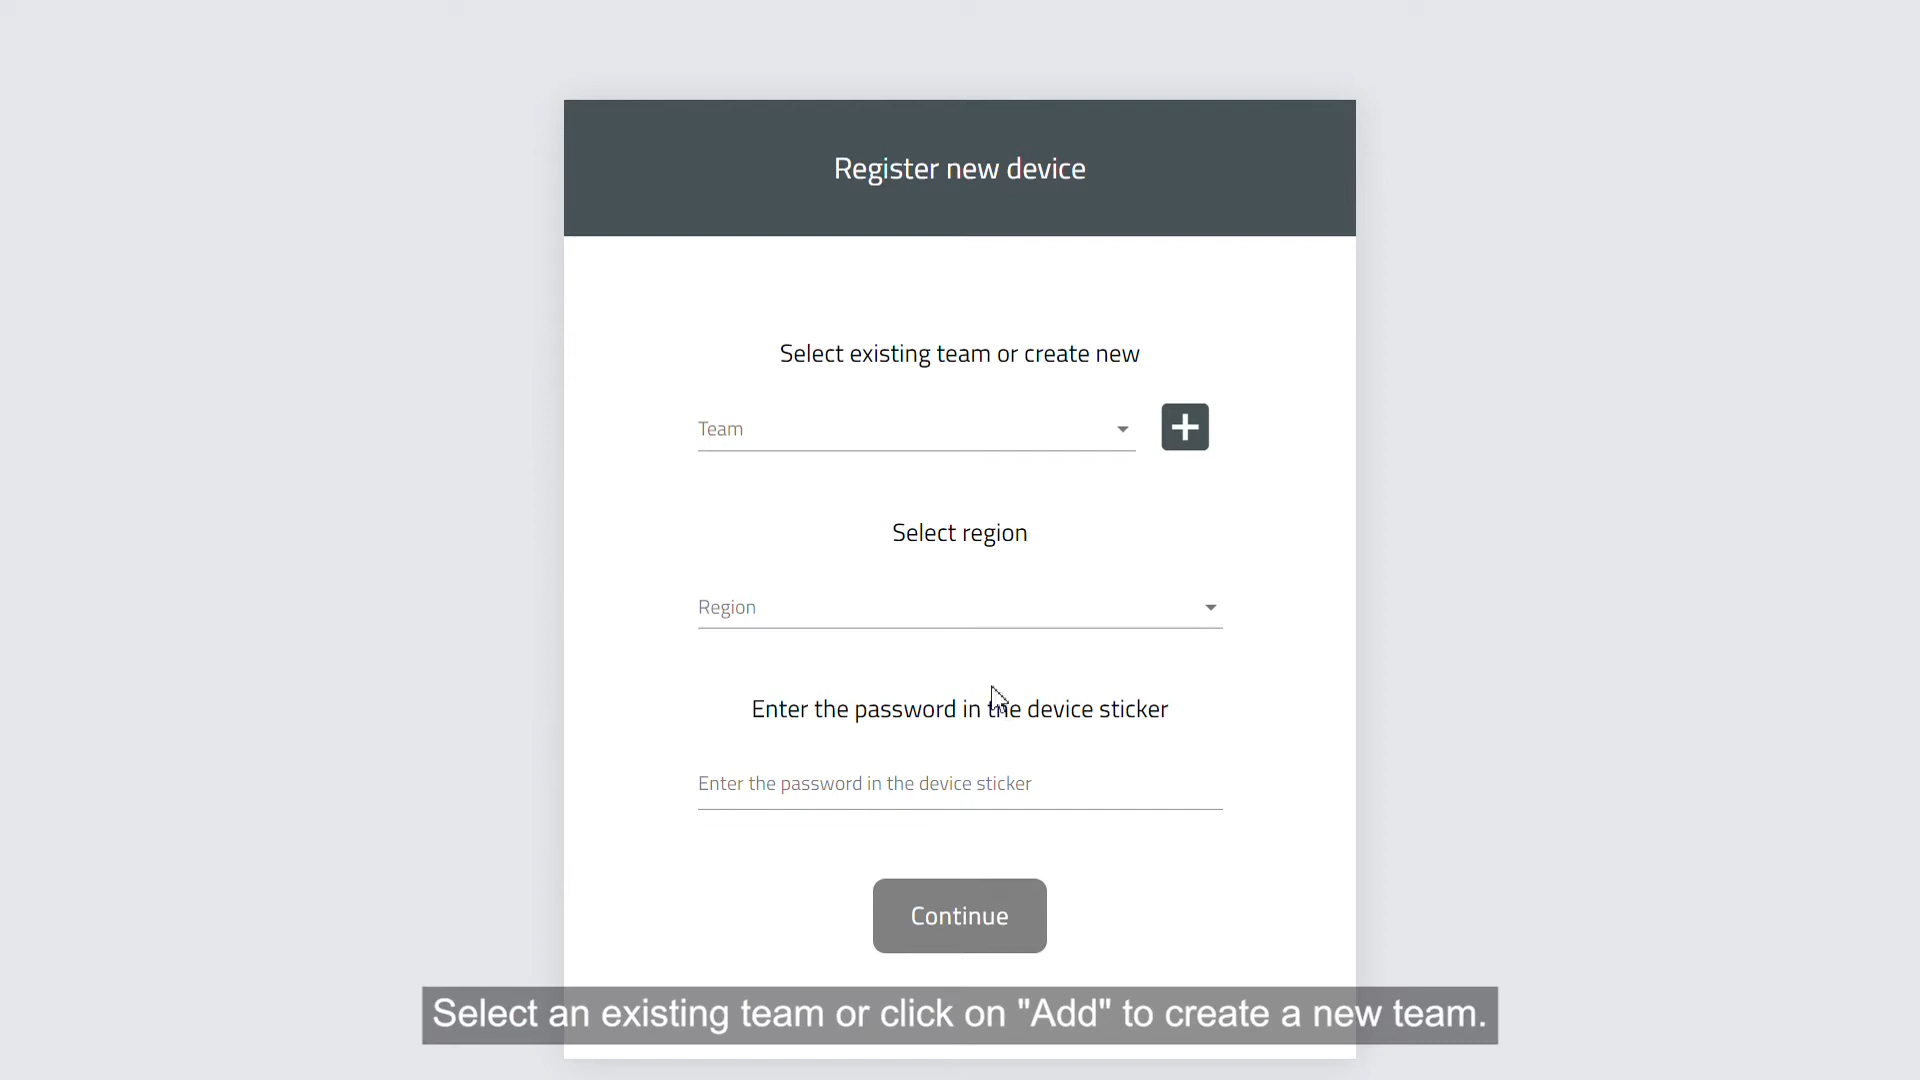 Register new device
Select existing team or create new
Team
Select region
Region
Enter the password in the device sticker
Enter the password in the device sticker
Continue
Select an existing team or click on "Add" to create a new team.